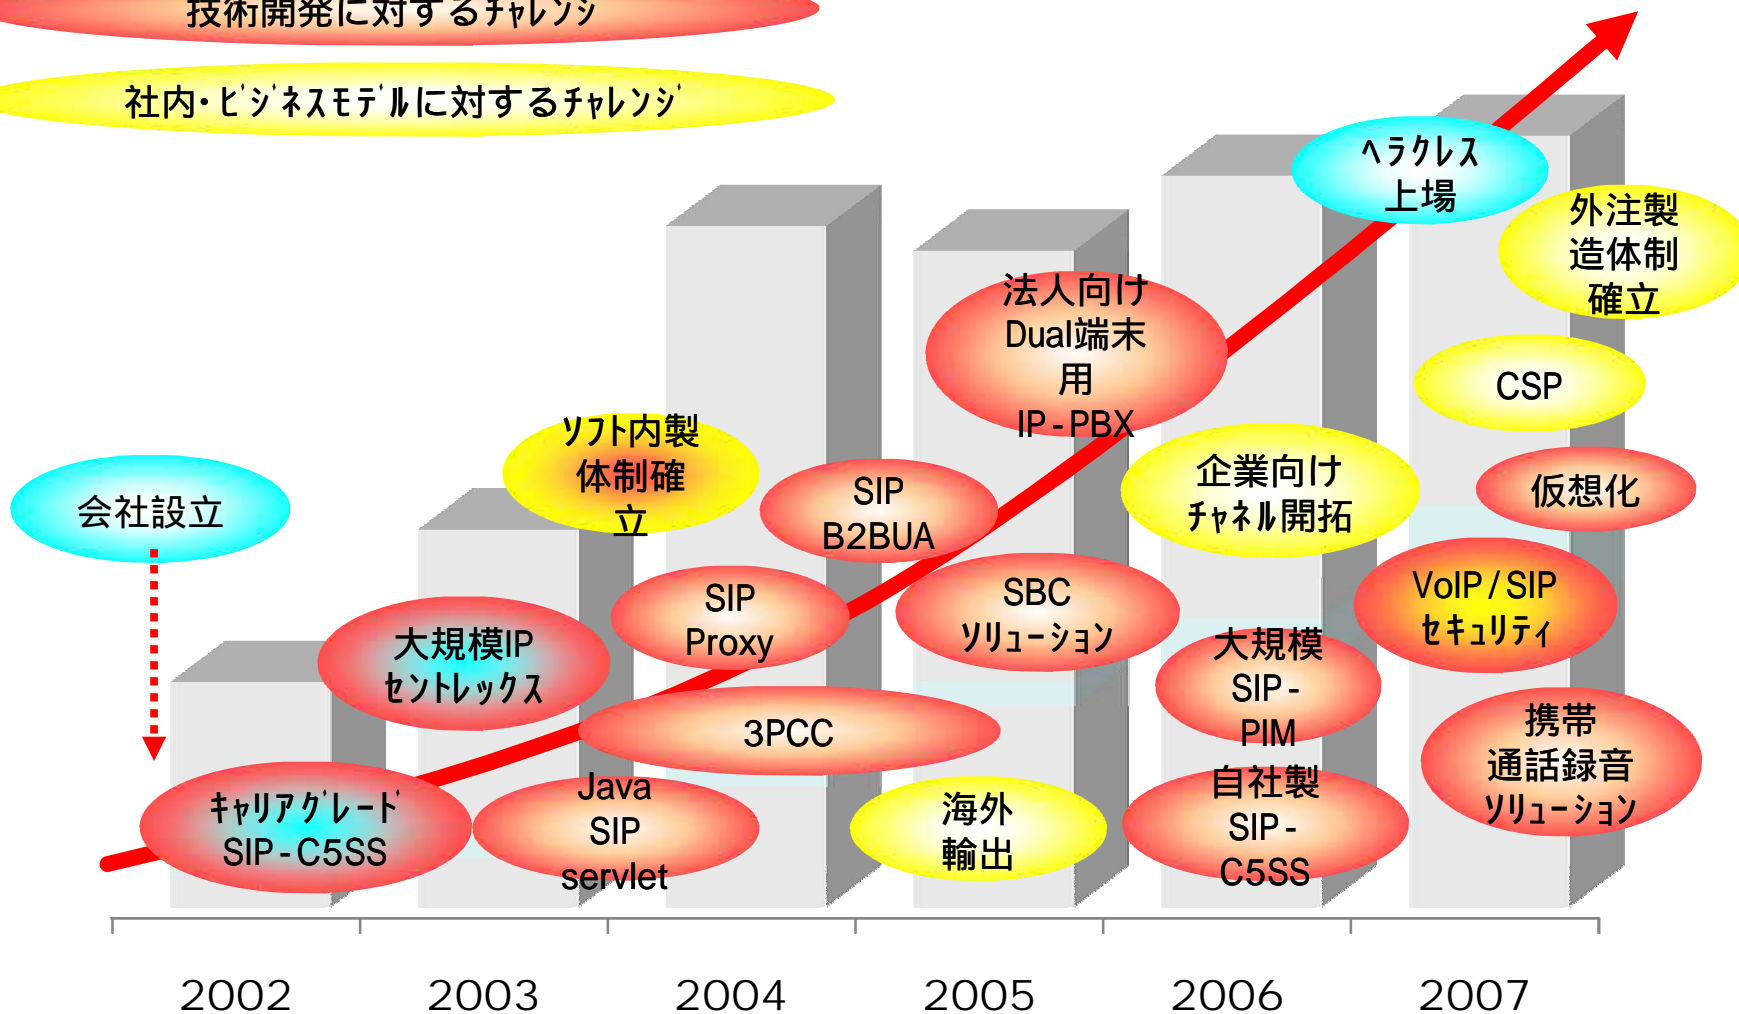 技術開発に対するﾁｬﾚﾝｼﾞ
社内・ﾋﾞｼﾞﾈｽﾓﾃﾞﾙに対するﾁｬﾚﾝｼﾞ
ﾍﾗｸﾚｽ
上場
外注製
造体制
確立
法人向け
Dual端末
用
IP-PBX
CSP
ｿﾌﾄ内製
体制確
立
企業向け
ﾁｬﾈﾙ開拓
仮想化
会社設立
SIP
B2BUA
SBC
ｿﾘｭｰｼｮﾝ
VoIP/SIP
ｾｷｭﾘﾃｨ
SIP
Proxy
大規模IP
ｾﾝﾄﾚｯｸｽ
大規模
SIP-
PIM
3PCC
携帯
通話録音
ｿﾘｭｰｼｮﾝ
ｷｬﾘｱｸﾞﾚｰﾄﾞ
SIP-C5SS
Java
SIP
servlet
海外
輸出
自社製
SIP-
C5SS
2002
2003
2004
2005
2006
2007